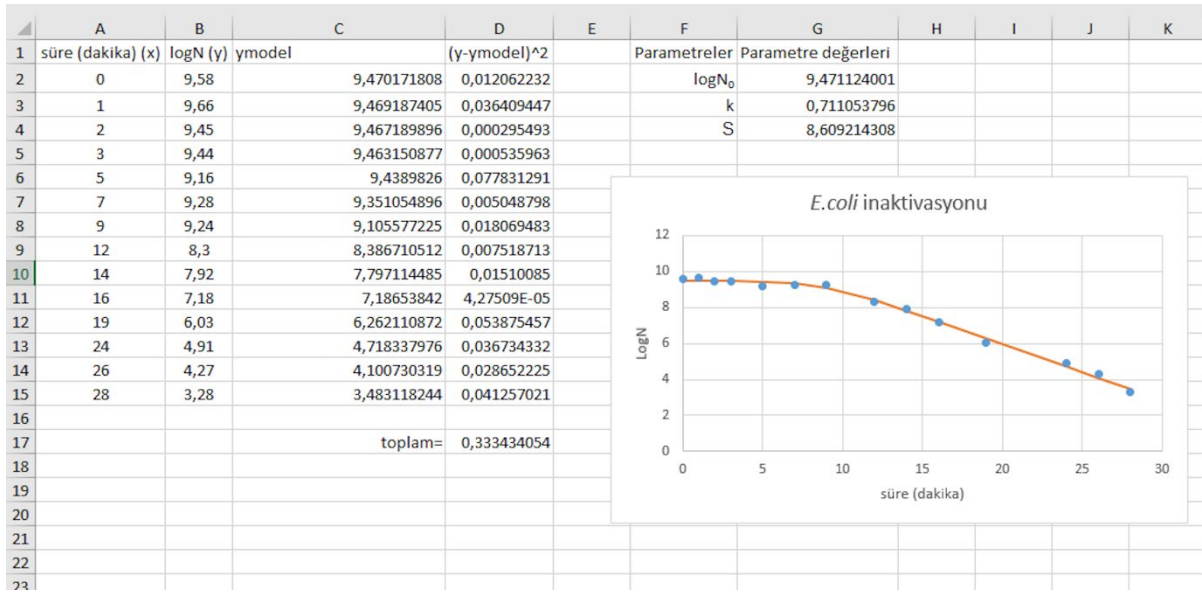 A B C D E F G H I J K
1 süre (dakika) (x) logN (y) ymodel (y-ymodel)^2 Parametreler Parametre değerleri
2 0 9,58 9,470171808 0,012062232 logN₀ 9,471124001
3 1 9,66 9,469187405 0,036409447 k 0,711053796
4 2 9,45 9,467189896 0,000295493 S 8,609214308
5 3 9,44 9,463150877 0,000535963
6 5 9,16 9,4389826 0,077831291
7 7 9,28 9,351054896 0,005048798
8 9 9,24 9,105577225 0,018069483
9 12 8,3 8,386710512 0,007518713
10 14 7,92 7,797114485 0,01510085
11 16 7,18 7,18653842 4,27509E-05
12 19 6,03 6,262110872 0,053875457
13 24 4,91 4,718337976 0,036734332
14 26 4,27 4,100730319 0,028652225
15 28 3,28 3,483118244 0,041257021
16
17 toplam= 0,333434054
18
19
20
21
22
23
E.coli inaktivasyonu
12
10
8
6
4
2
0
LogN
0 5 10 15 20 25 30
süre (dakika)